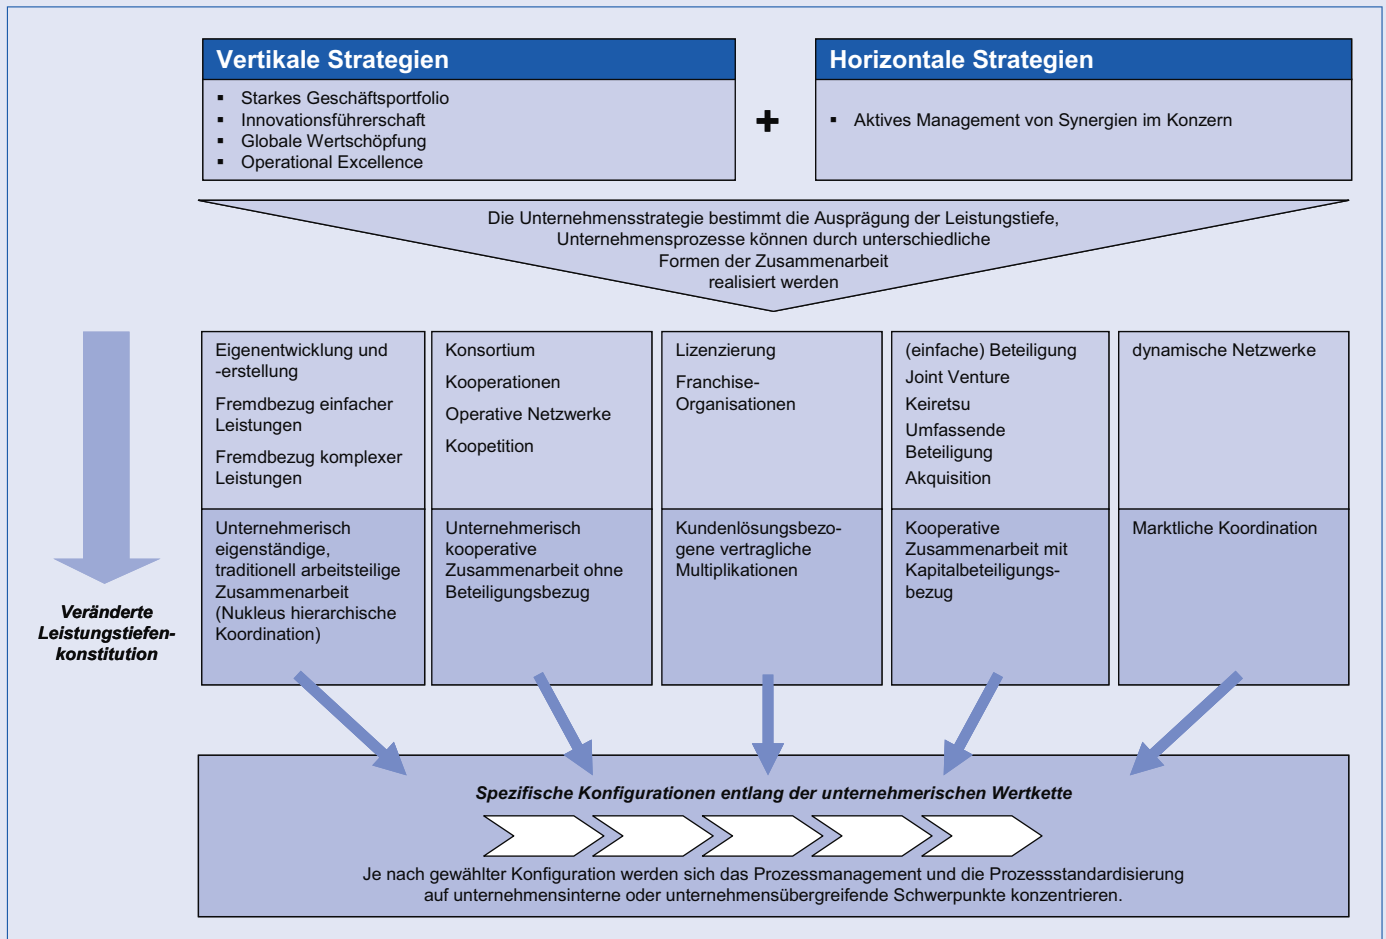 Vertikale Strategien
▪ Starkes Geschäftsportfolio
▪ Innovationsführerschaft
▪ Globale Wertschöpfung
▪ Operational Excellence
+
Horizontale Strategien
▪ Aktives Management von Synergien im Konzern
Die Unternehmensstrategie bestimmt die Ausprägung der Leistungstiefe,
Unternehmensprozesse können durch unterschiedliche
Formen der Zusammenarbeit
realisiert werden
Eigenentwicklung und
-erstellung
Fremdbezug einfacher
Leistungen
Fremdbezug komplexer
Leistungen
Konsortium
Kooperationen
Operative Netzwerke
Koopetition
Lizenzierung
Franchise-
Organisationen
(einfache) Beteiligung
Joint Venture
Keiretsu
Umfassende
Beteiligung
Akquisition
dynamische Netzwerke
Unternehmerisch
eigenständige,
traditionell arbeitsteilige
Zusammenarbeit
(Nukleus hierarchische
Koordination)
Unternehmerisch
kooperative
Zusammenarbeit ohne
Beteiligungsbezug
Kundenlösungsbezo-
gene vertragliche
Multiplikationen
Kooperative
Zusammenarbeit mit
Kapitalbeteiligungs-
bezug
Marktliche Koordination
Veränderte
Leistungstiefen-
konstitution
Spezifische Konfigurationen entlang der unternehmerischen Wertkette
Je nach gewählter Konfiguration werden sich das Prozessmanagement und die Prozessstandardisierung
auf unternehmensinterne oder unternehmensübergreifende Schwerpunkte konzentrieren.